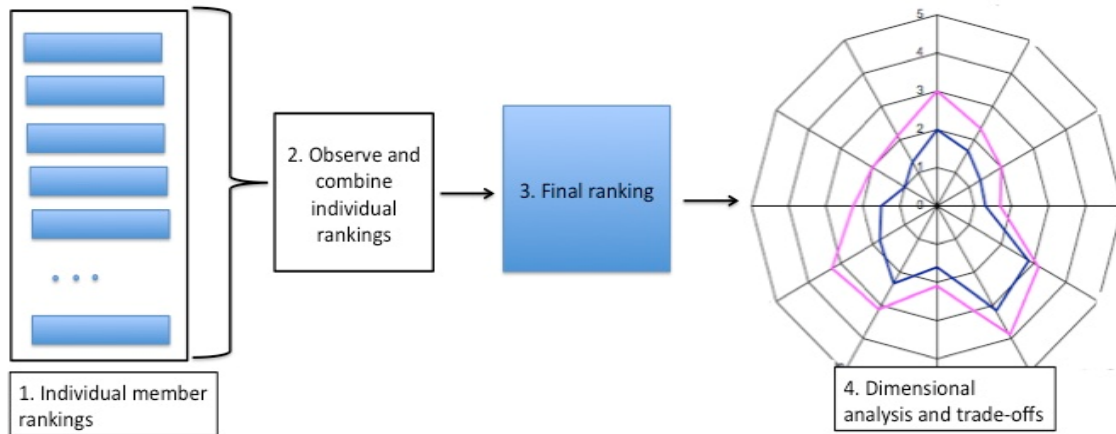 1. Individual member
rankings
2. Observe and
combine
individual
rankings
3. Final ranking
5
4
3
2
1
0
4. Dimensional
analysis and trade-offs